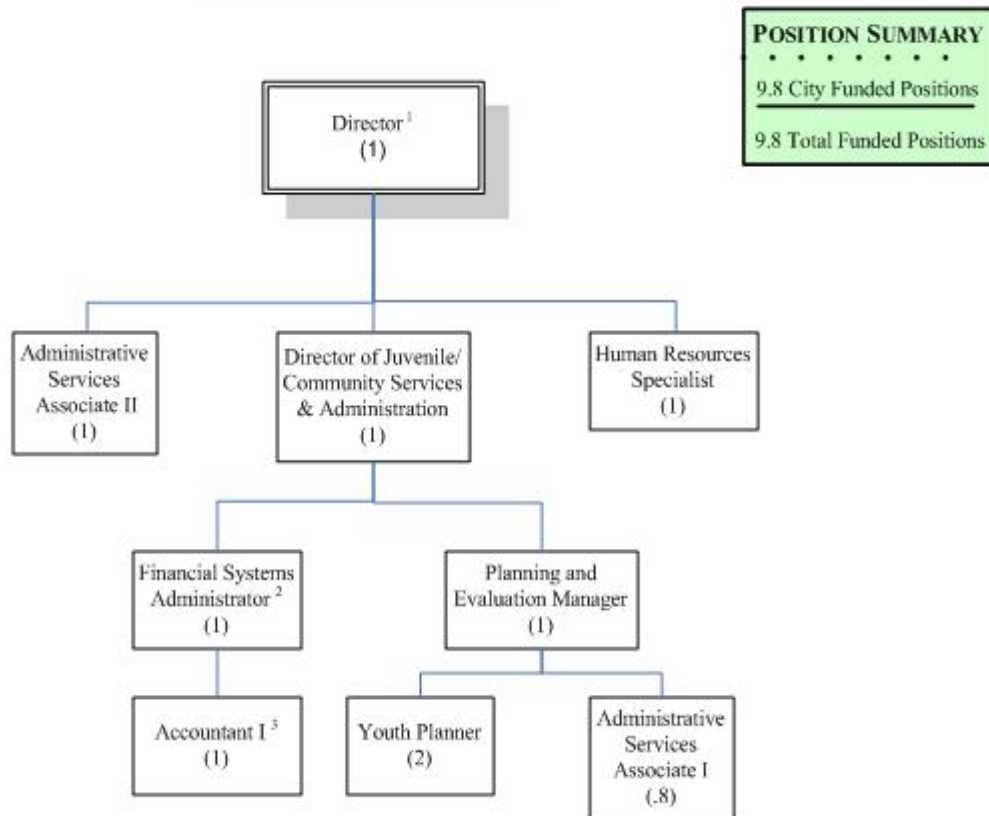 POSITION SUMMARY
9.8 City Funded Positions
9.8 Total Funded Positions
Director 1
(1)
Administrative
Services
Associate II
(1)
Director of Juvenile/
Community Services
& Administration
(1)
Human Resources
Specialist
(1)
Financial Systems
Administrator 2
(1)
Planning and
Evaluation Manager
(1)
Accountant I 3
(1)
Youth Planner
(2)
Administrative
Services
Associate I
(.8)